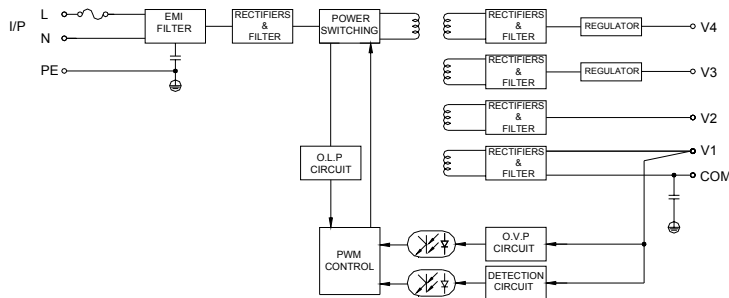 I/P
L
N
PE
EMI
FILTER
RECTIFIERS
&
FILTER
POWER
SWITCHING
RECTIFIERS
&
FILTER
REGULATOR
V4
RECTIFIERS
&
FILTER
REGULATOR
V3
RECTIFIERS
&
FILTER
V2
RECTIFIERS
&
FILTER
V1
COM
O.L.P
CIRCUIT
PWM
CONTROL
O.V.P
CIRCUIT
DETECTION
CIRCUIT